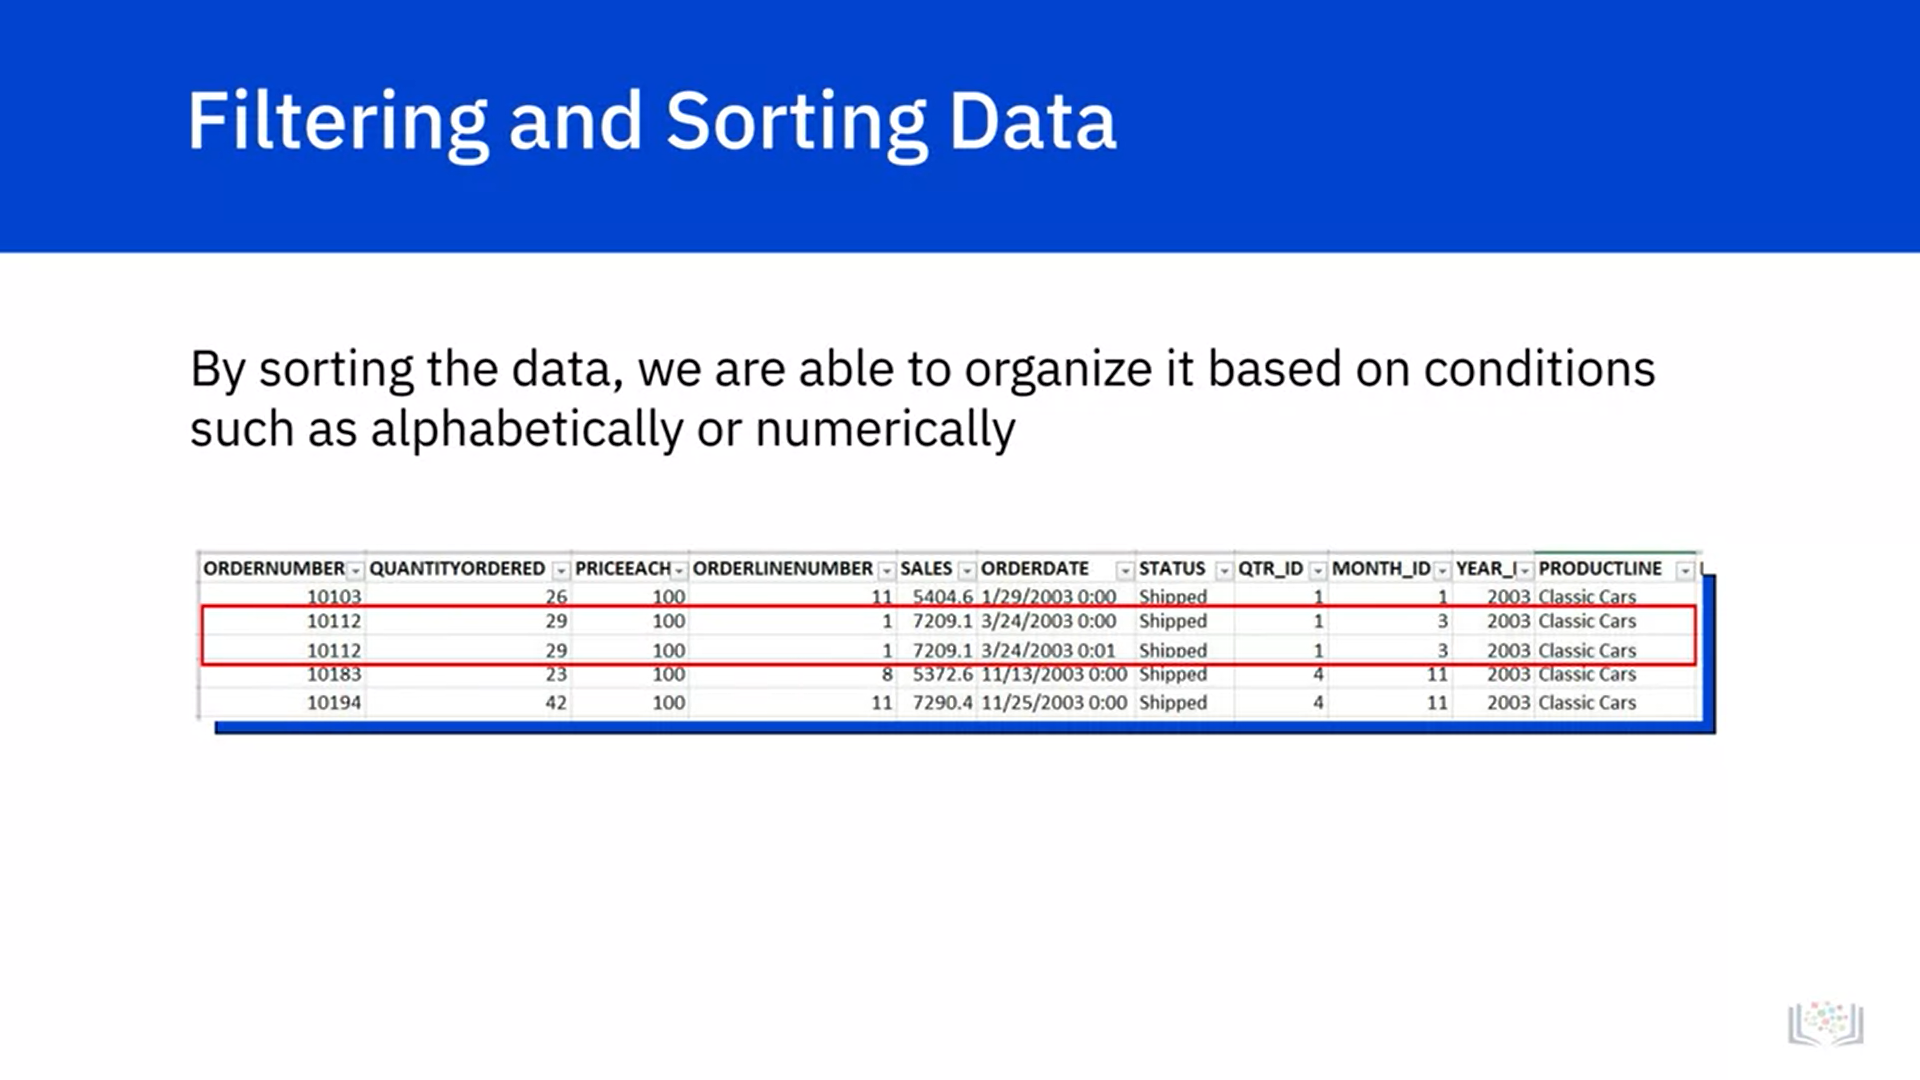 Filtering and Sorting Data
By sorting the data, we are able to organize it based on conditions
such as alphabetically or numerically
ORDERNUMBER QUANTITYORDERED PRICEEACH ORDERLINENUMBER SALES ORDERDATE STATUS QTR_ID MONTH_ID YEAR_I PRODUCTLINE
10103 26 100 11 5404.6 1/29/2003 0:00 Shipped 1 1 2003 Classic Cars
10112 29 100 1 7209.1 3/24/2003 0:00 Shipped 1 3 2003 Classic Cars
10112 29 100 1 7209.1 3/24/2003 0:01 Shipped 1 3 2003 Classic Cars
10183 23 100 8 5372.6 11/13/2003 0:00 Shipped 4 11 2003 Classic Cars
10194 42 100 11 7290.4 11/25/2003 0:00 Shipped 4 11 2003 Classic Cars